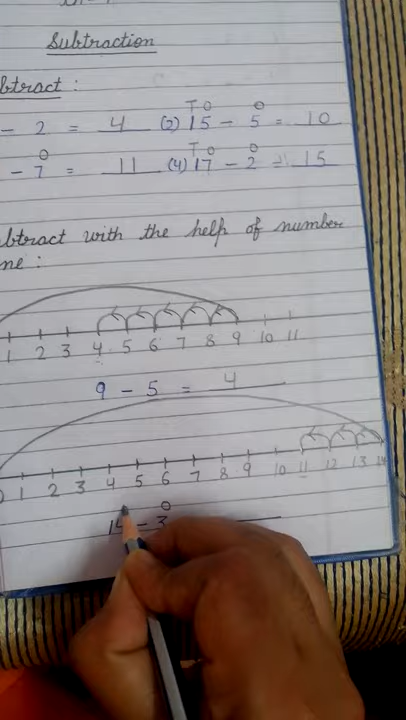 Subtraction
btract :
T O O
- 2 = 4 (2) 15 - 5 = 10
O T O O
- 7 = 11 (4) 17 - 2 = 15
btract with the help of number
ne :
1 2 3 4 5 6 7 8 9 10 11
9 - 5 = 4
0 1 2 3 4 5 6 7 8 9 10 11 12 13 14
O
14 - 3